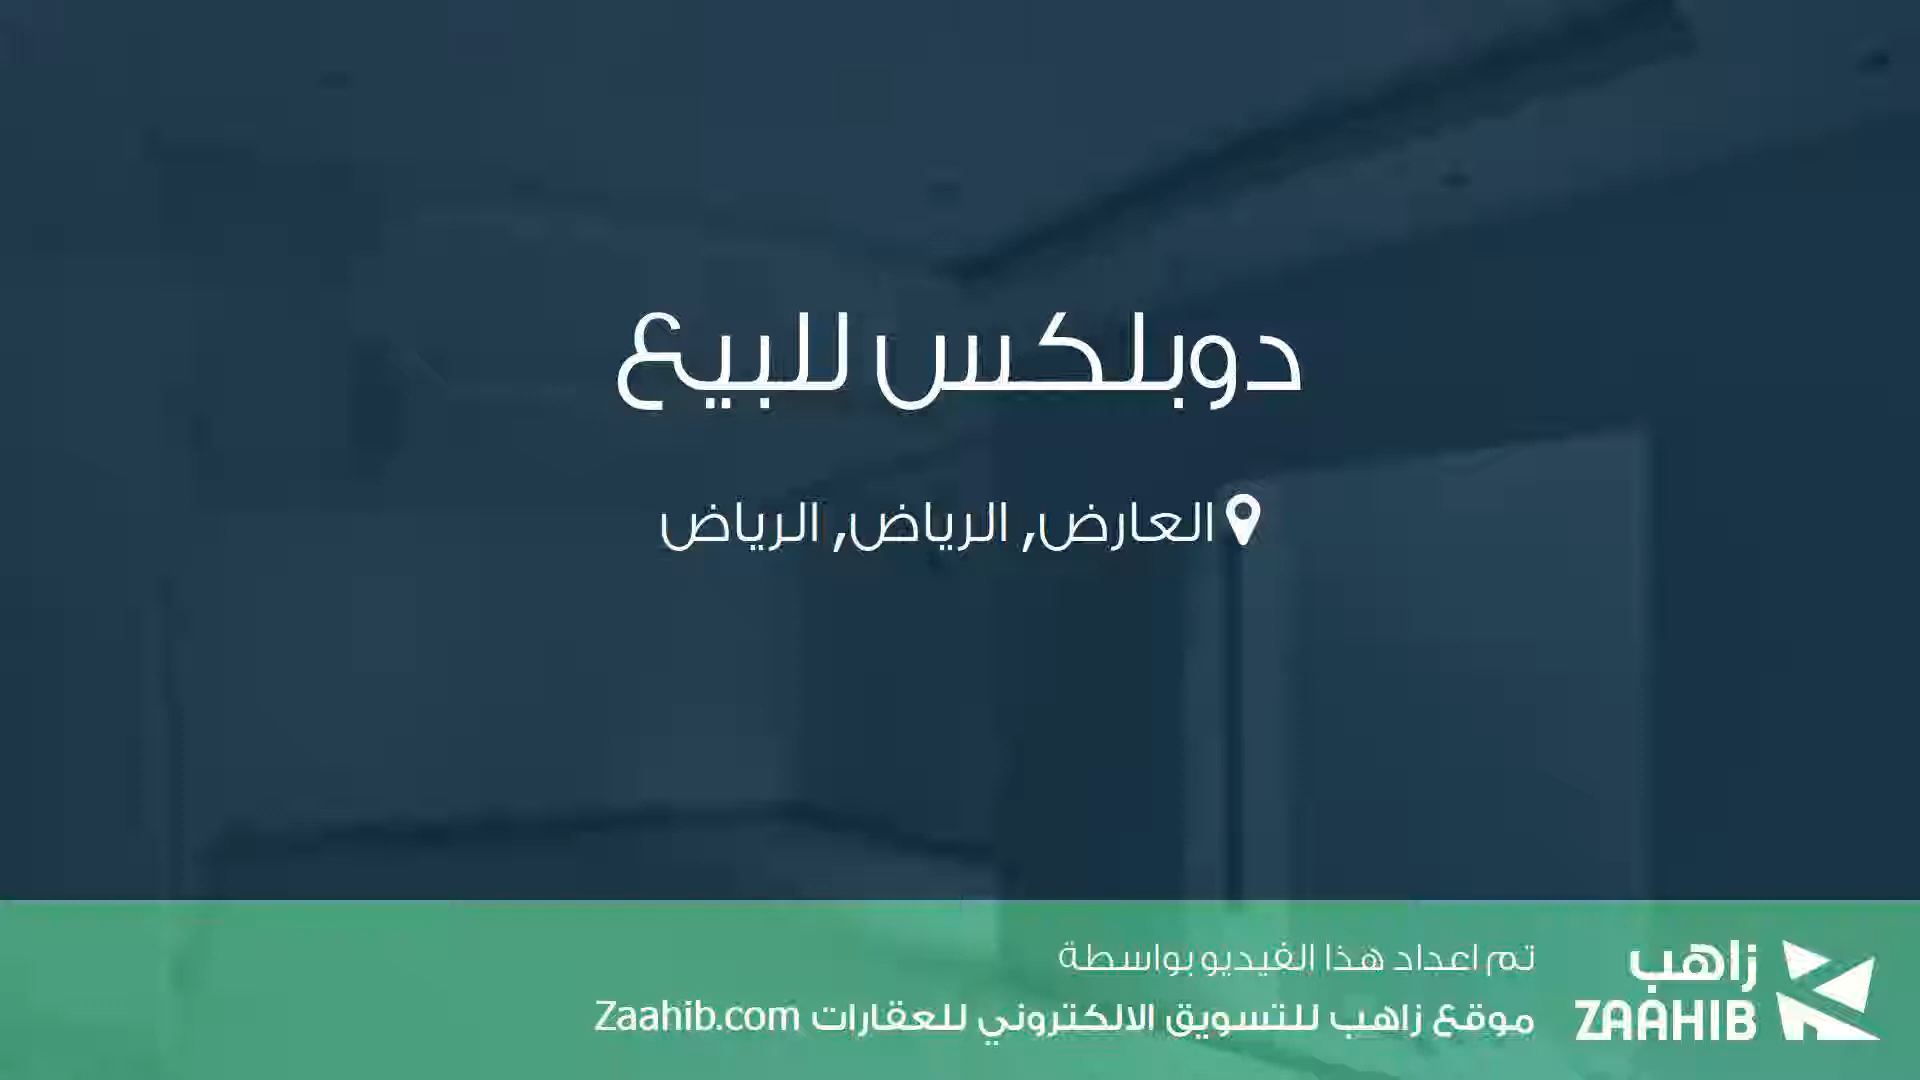 دوبلكس للبيع
العارض, الرياض, الرياض
تم اعداد هذا الفيديو بواسطة
موقع زاهب للتسويق الالكتروني للعقارات Zaahib.com
زاهب
ZAAHIB